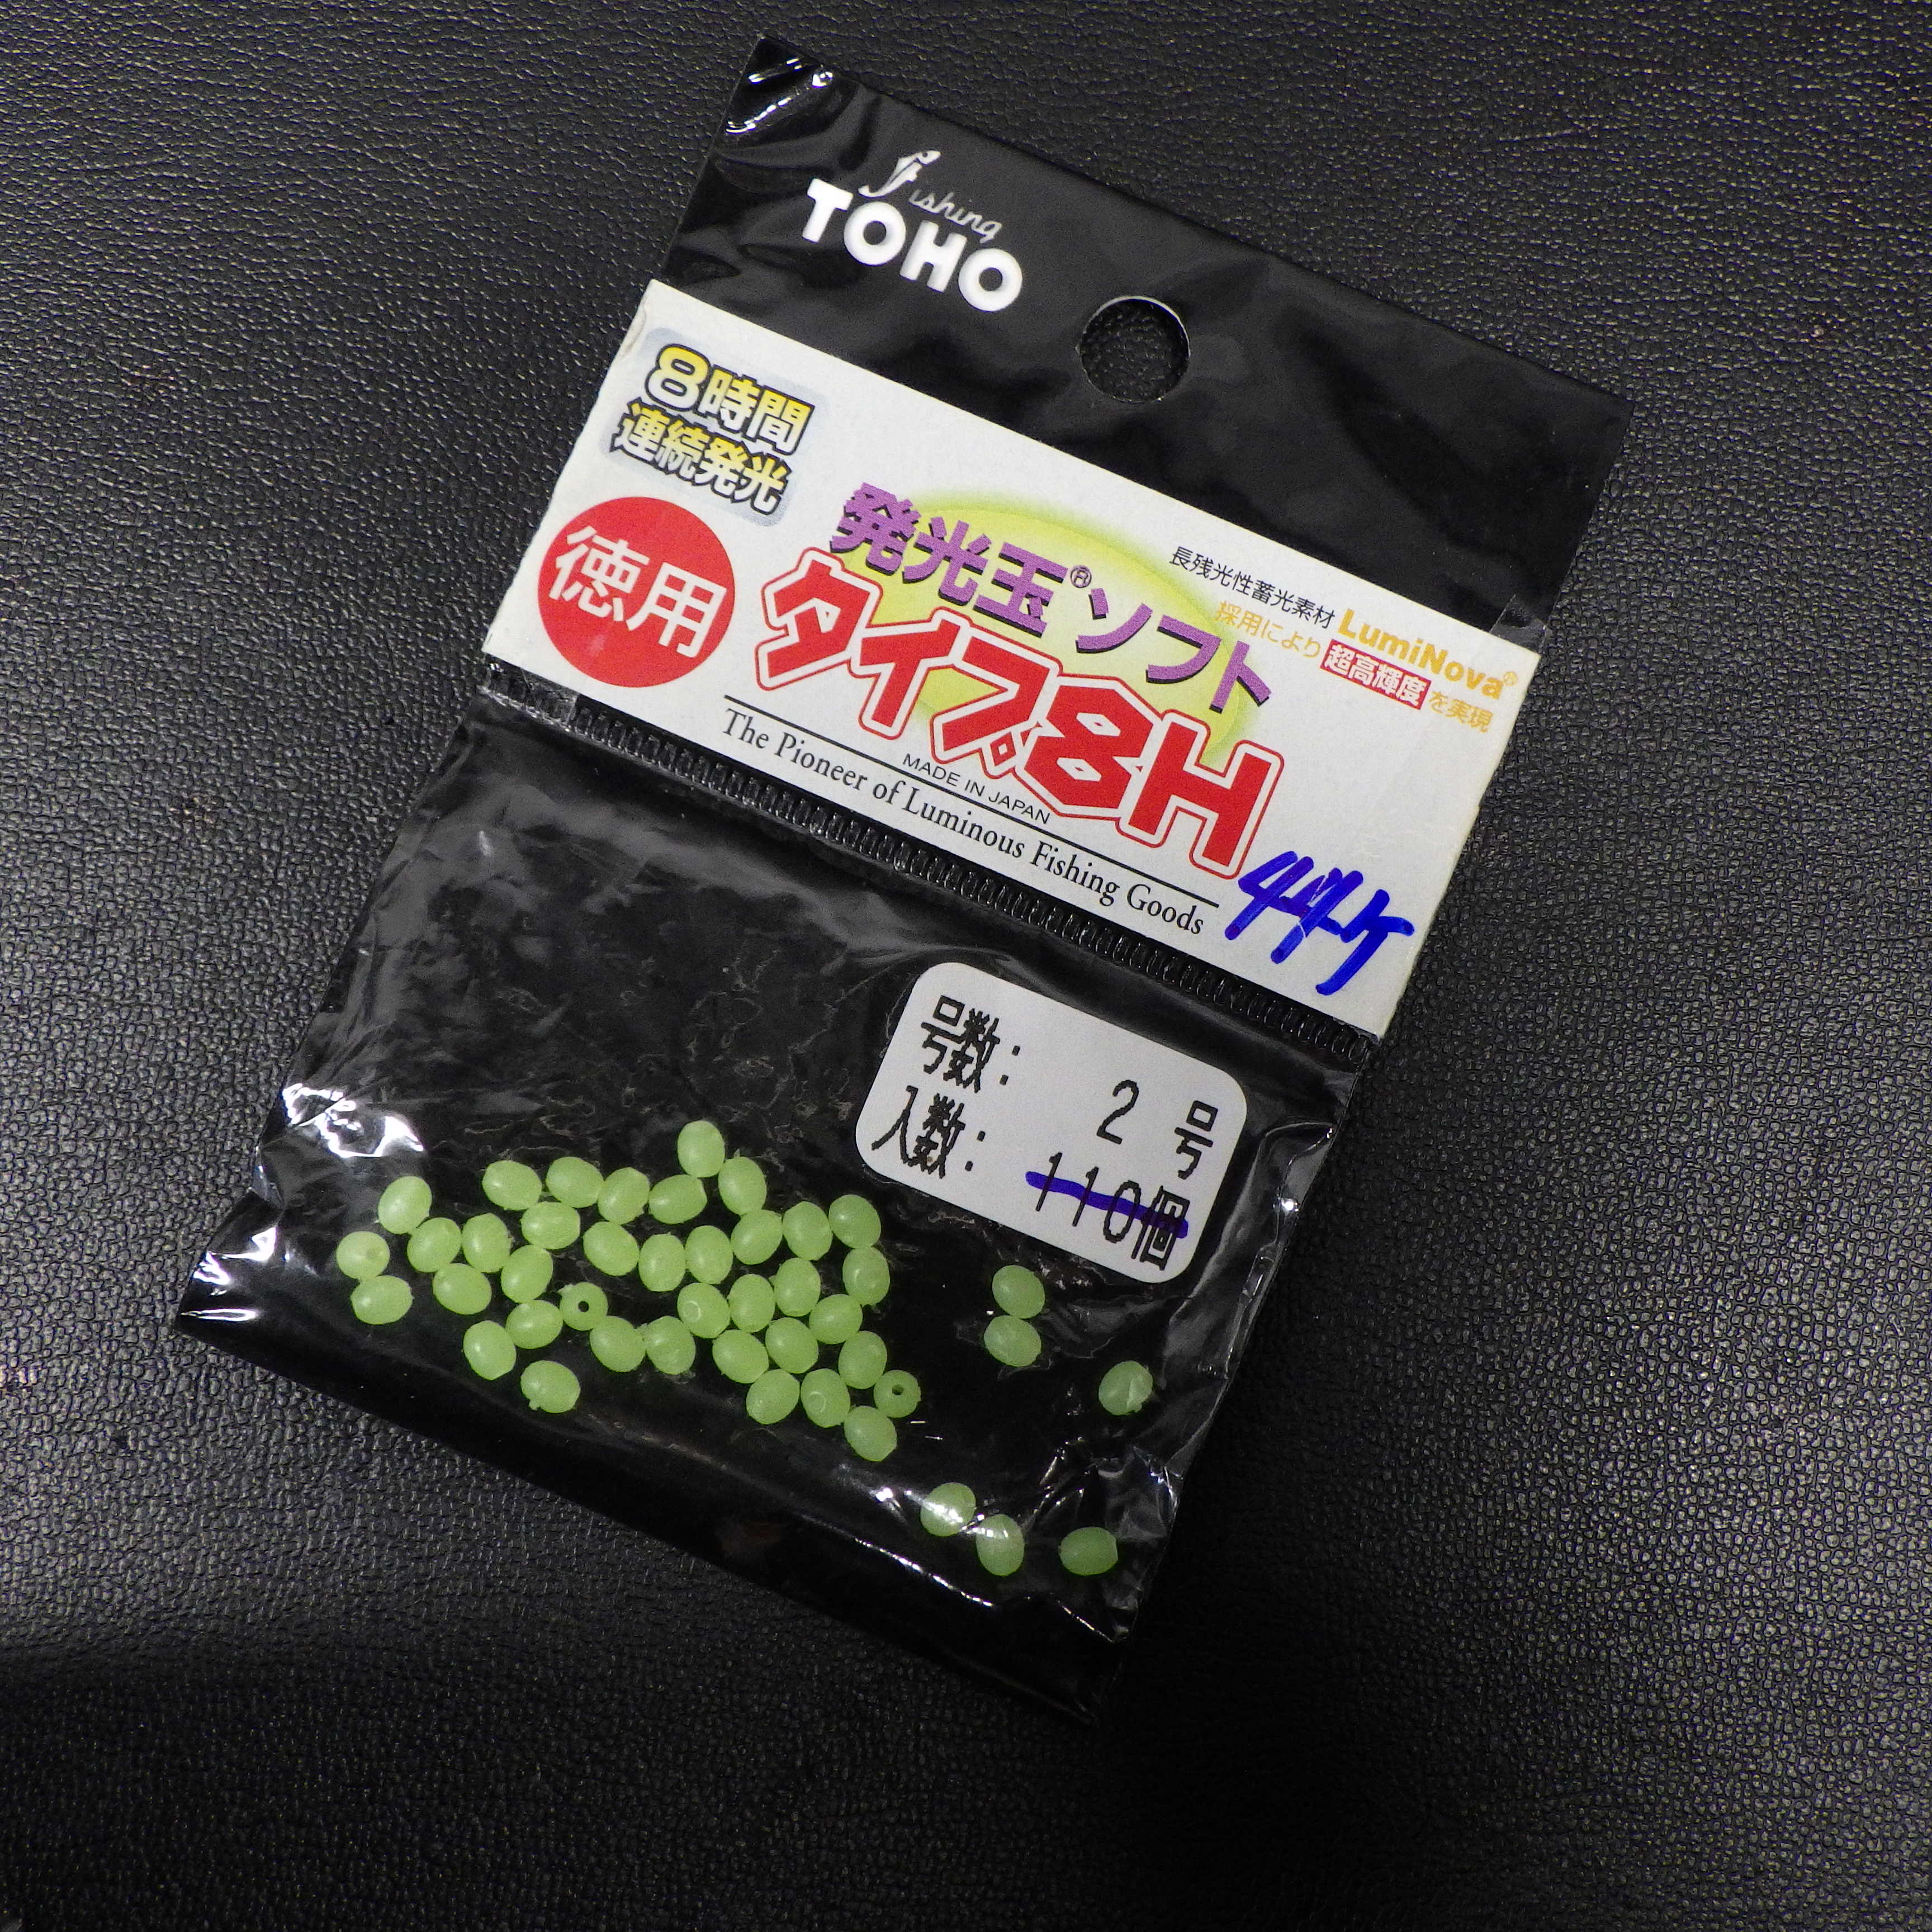 fishing
TOHO
8時間
連続発光
徳用
発光玉®ソフト
タイプ8H
長残光性蓄光素材 LumiNova®
採用により超高輝度を実現
MADE IN JAPAN
The Pioneer of Luminous Fishing Goods
44ケ
号数: 2号
入数: 110個